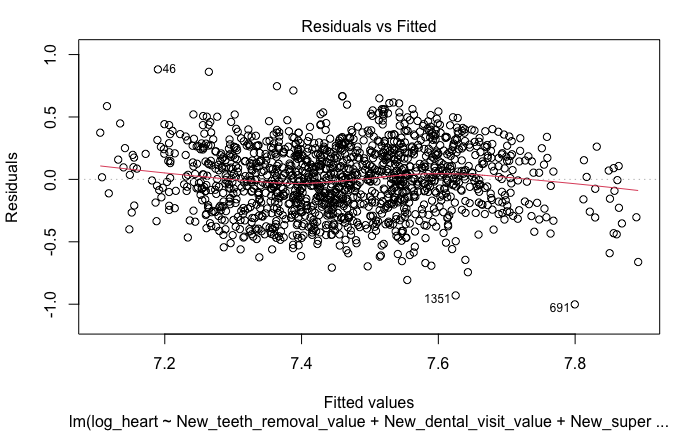 Residuals vs Fitted
Residuals
1.0
0.5
0.0
-0.5
-1.0
46
1351
691
7.2 7.4 7.6 7.8
Fitted values
lm(log_heart ~ New_teeth_removal_value + New_dental_visit_value + New_super ...